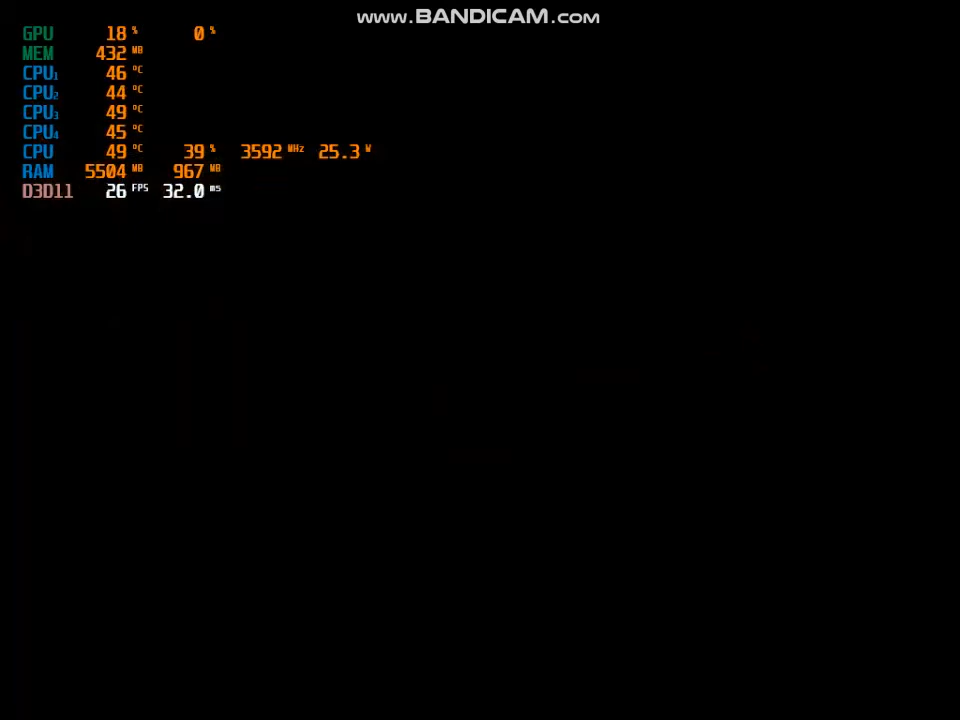 www.BANDICAM.com
GPU 18 % 0 %
MEM 432 MB
CPU1 46 °C
CPU2 44 °C
CPU3 49 °C
CPU4 45 °C
CPU 49 °C 39 % 3592 MHz 25.3 W
RAM 5504 MB 967 MB
D3D11 26 FPS 32.0 ms